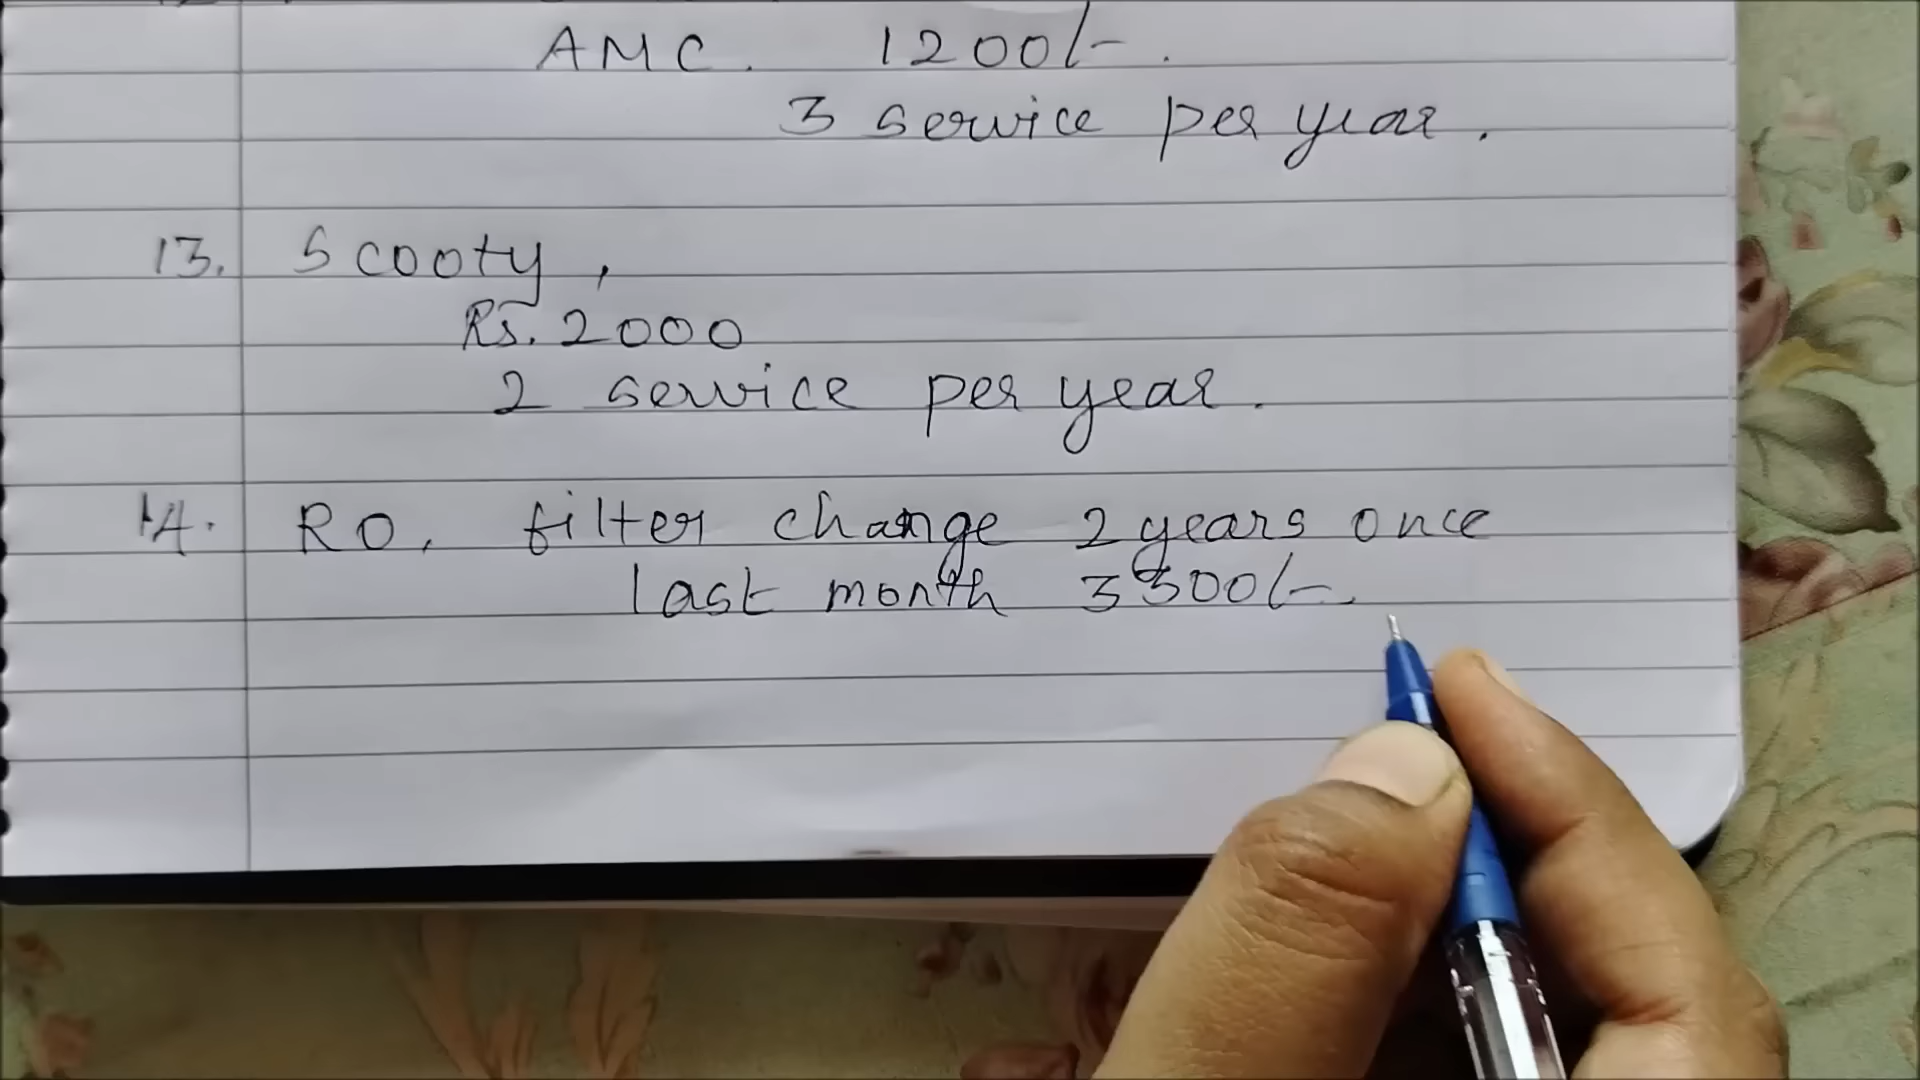 AMC. 1200/-.
3 service per year.
13. Scooty,
Rs. 2000
2 service per year.
14. RO, filter change 2 years once
last month 3500/-.